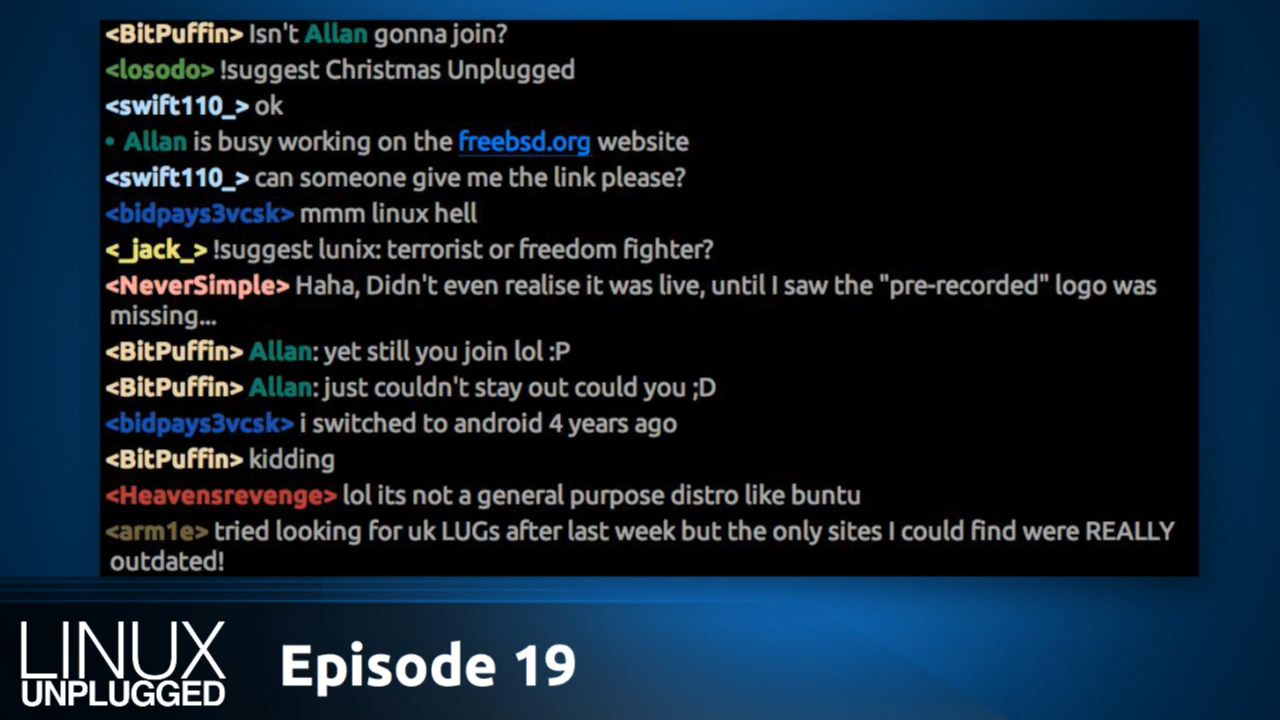 <BitPuffin> Isn't Allan gonna join?
<losodo> !suggest Christmas Unplugged
<swift110_> ok
• Allan is busy working on the freebsd.org website
<swift110_> can someone give me the link please?
<bidpays3vcsk> mmm linux hell
<_jack_> !suggest lunix: terrorist or freedom fighter?
<NeverSimple> Haha, Didn't even realise it was live, until I saw the "pre-recorded" logo was
missing...
<BitPuffin> Allan: yet still you join lol :P
<BitPuffin> Allan: just couldn't stay out could you ;D
<bidpays3vcsk> i switched to android 4 years ago
<BitPuffin> kidding
<Heavensrevenge> lol its not a general purpose distro like buntu
<arm1e> tried looking for uk LUGs after last week but the only sites I could find were REALLY
outdated!
LINUX
UNPLUGGED
Episode 19